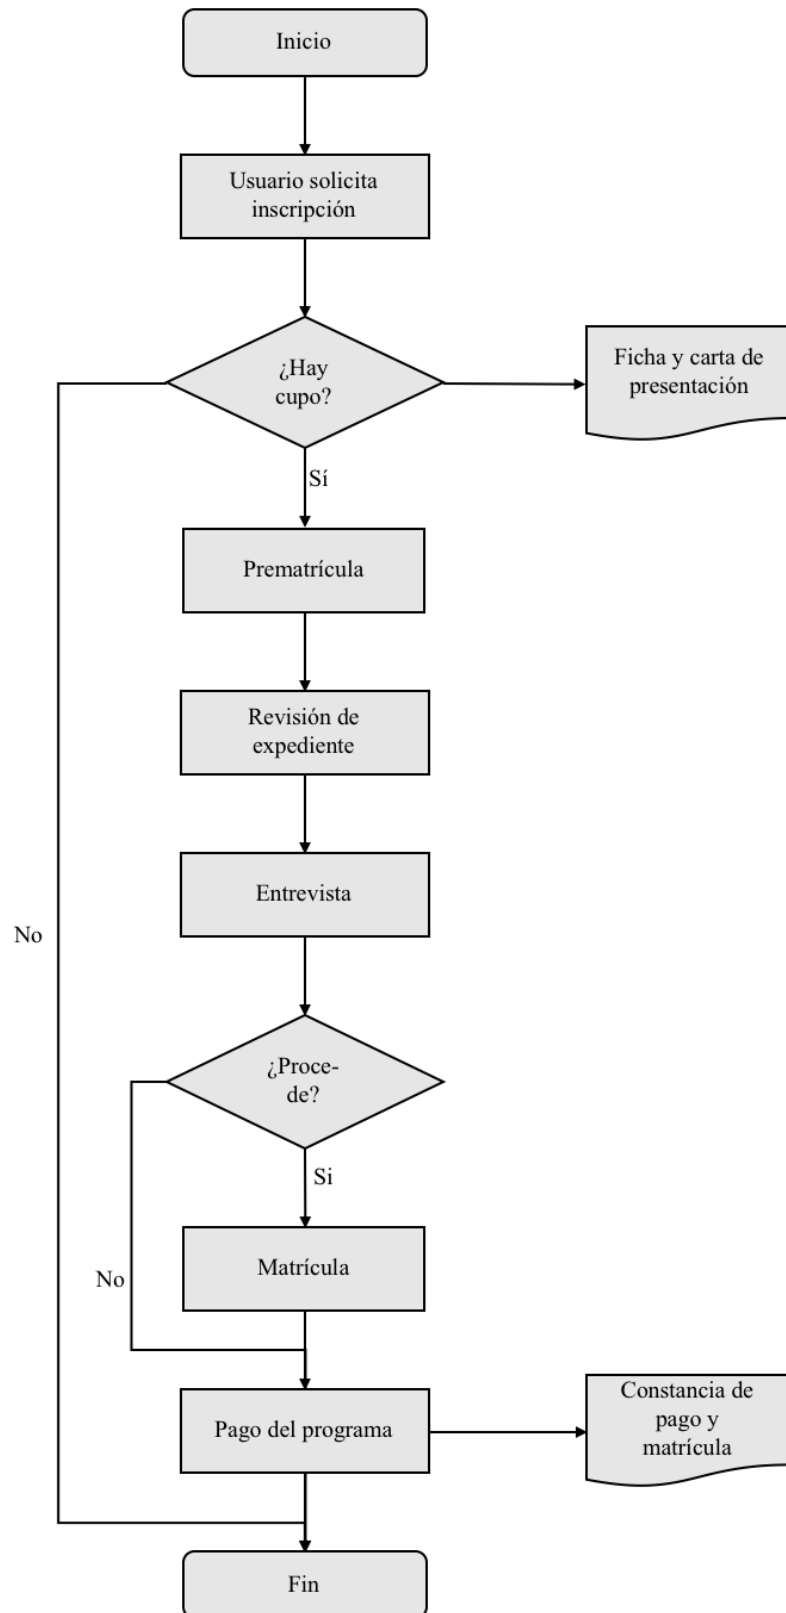 Inicio
Usuario solicita
inscripción
¿Hay
cupo?
Ficha y carta de
presentación
Sí
Prematrícula
Revisión de
expediente
Entrevista
No
¿Proce-
de?
Si
Matrícula
No
Pago del programa
Constancia de
pago y
matrícula
Fin